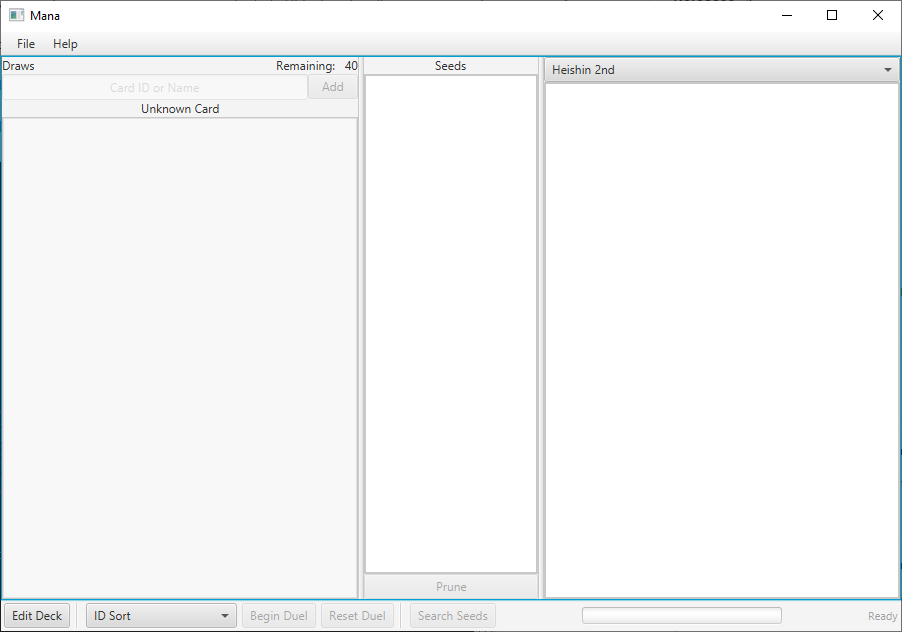 Mana
File Help
Draws Remaining: 40 Seeds Heishin 2nd
Card ID or Name Add
Unknown Card
Prune
Edit Deck ID Sort Begin Duel Reset Duel Search Seeds Ready